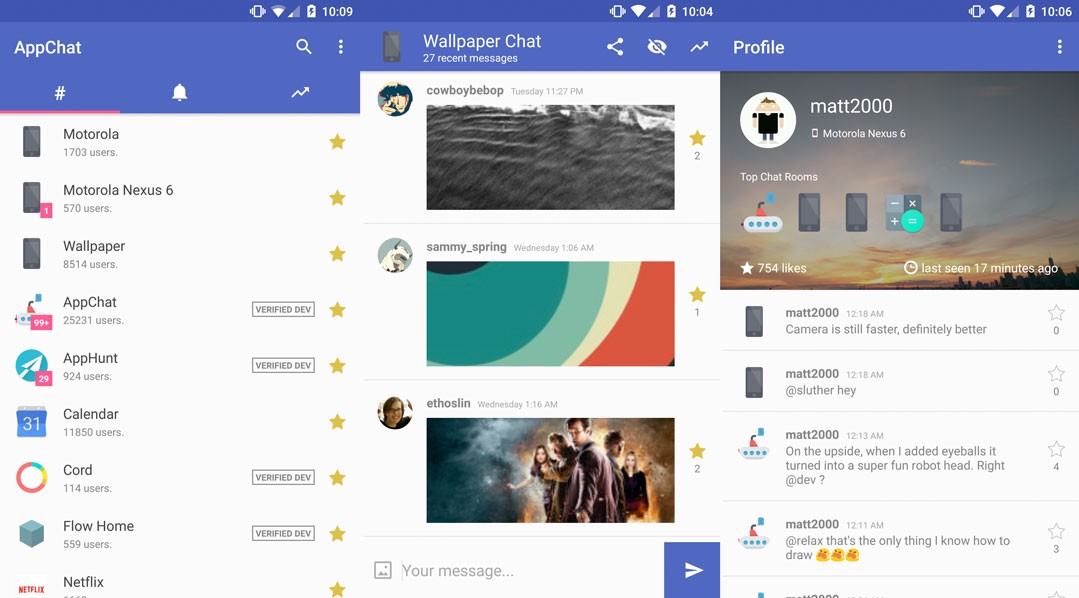 10:09
AppChat
#
Motorola
1703 users.
Motorola Nexus 6
1
570 users.
Wallpaper
8514 users.
AppChat
99+
25231 users.
VERIFIED DEV
AppHunt
29
924 users.
VERIFIED DEV
31
Calendar
11850 users.
Cord
114 users.
VERIFIED DEV
Flow Home
559 users.
VERIFIED DEV
NETFLIX
Netflix
10:04
Wallpaper Chat
27 recent messages
cowboybebop Tuesday 11:27 PM
2
sammy_spring Wednesday 1:06 AM
1
ethoslin Wednesday 1:16 AM
2
Your message...
10:06
Profile
matt2000
Motorola Nexus 6
Top Chat Rooms
754 likes
last seen 17 minutes ago
matt2000 12:18 AM
Camera is still faster, definitely better
0
matt2000 12:18 AM
@sluther hey
0
matt2000 12:13 AM
On the upside, when I added eyeballs it
turned into a super fun robot head. Right
@dev ?
4
matt2000 12:11 AM
@relax that's the only thing I know how to
draw
3